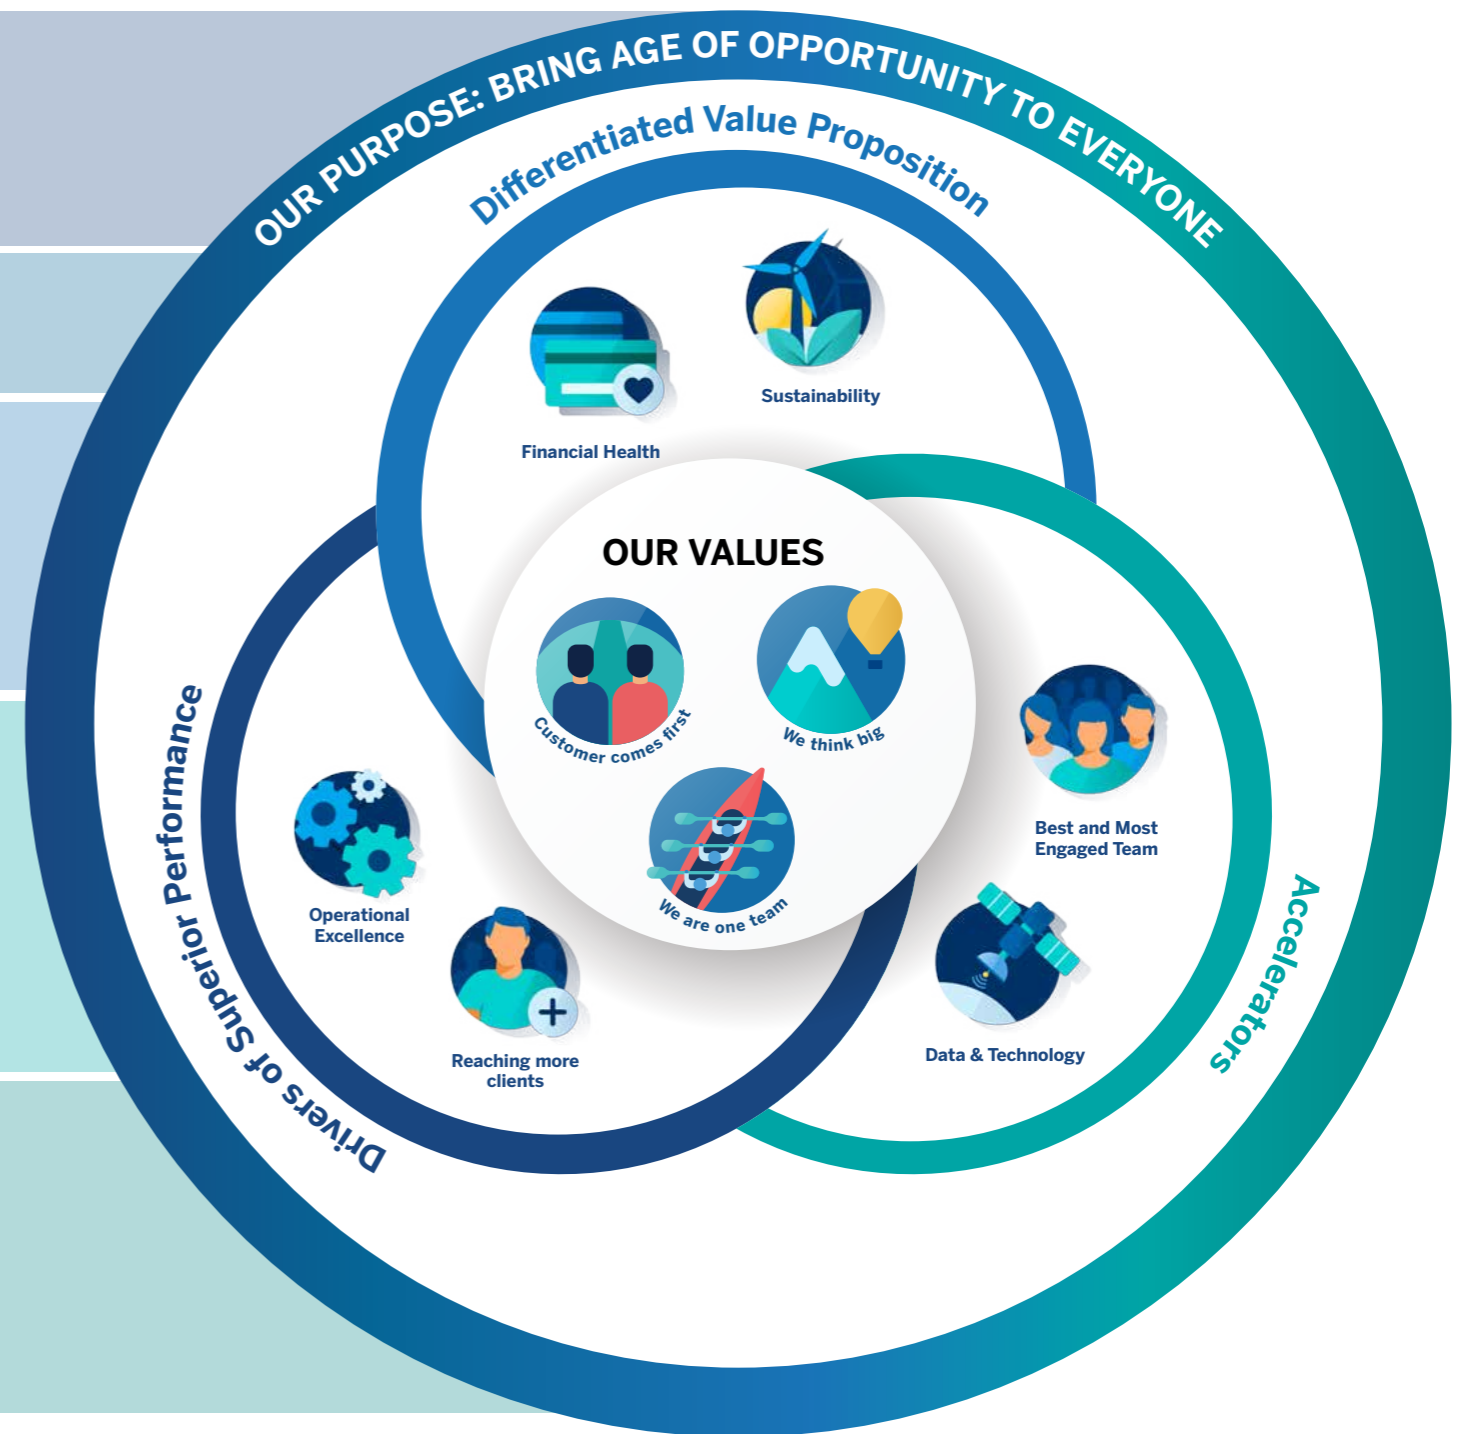 OUR PURPOSE: BRING AGE OF OPPORTUNITY TO EVERYONE
Differentiated Value Proposition
Sustainability
Financial Health
OUR VALUES
Customer comes first
We think big
We are one team
Drivers of Superior Performance
Operational
Excellence
Reaching more
clients
Accelerators
Best and Most
Engaged Team
Data & Technology